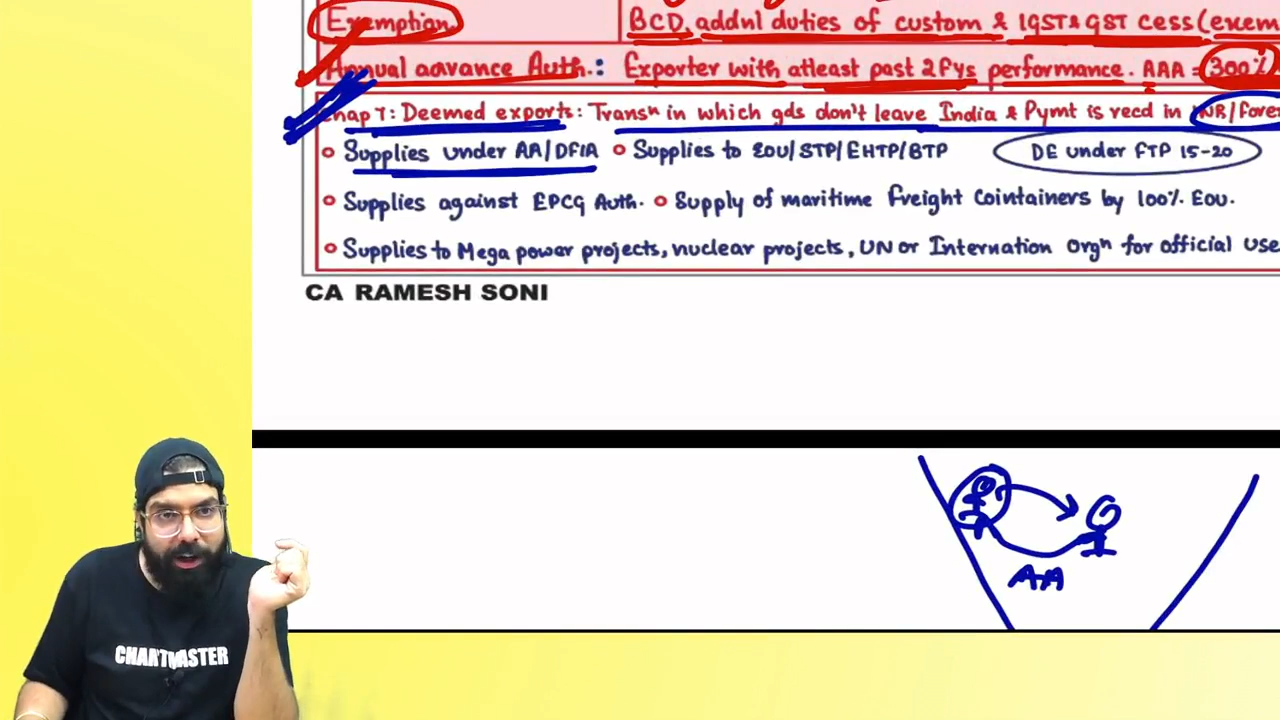 Exemption BCD, addnl duties of custom & IGST & GST cess (exem
Annual advance Auth.: Exporter with atleast past 2 fys performance. AAA = 300%
Chap 7: Deemed exports: Transⁿ in which gds don't leave India & Pymt is recd in INR/fore
o Supplies under AA/DFIA o Supplies to EOU/STP/EHTP/BTP DE under FTP 15-20
o Supplies against EPCG Auth. o Supply of maritime freight Cointainers by 100% Eou.
o Supplies to Mega power projects, nuclear projects, UN or Internation Orgⁿ for official use
CA RAMESH SONI
AA